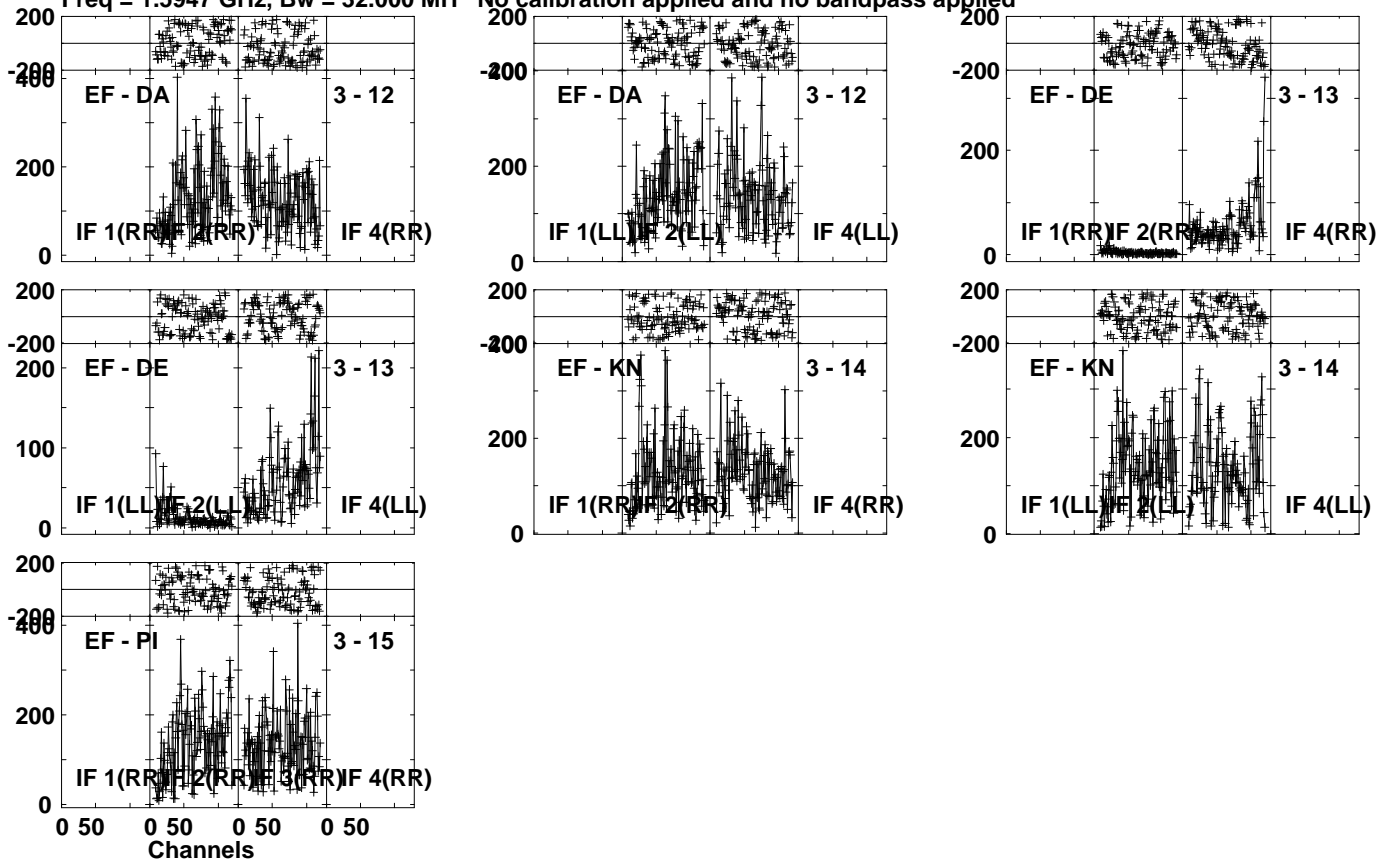 Freq = 1.5947 GHz, Bw = 32.000 MH No calibration applied and no bandpass applied
200 200 200
-200 -200 -200
400 400
EF - DA 3 - 12 EF - DA 3 - 12 EF - DE 3 - 13
200 200 200
IF 1(RR) IF 2(RR) IF 4(RR) IF 1(LL) IF 2(LL) IF 4(LL) IF 1(RR) IF 2(RR) IF 4(RR)
0 0 0
200 200 200
-200 -200 -200
400
EF - DE 3 - 13 EF - KN 3 - 14 EF - KN 3 - 14
200
100 200 200
IF 1(LL) IF 2(LL) IF 4(LL) IF 1(RR) IF 2(RR) IF 4(RR) IF 1(LL) IF 2(LL) IF 4(LL)
0 0 0
200
-200
400
EF - PI 3 - 15
200
IF 1(RR) IF 2(RR) IF 3(RR) IF 4(RR)
0
0 50 0 50 0 50 0 50
Channels